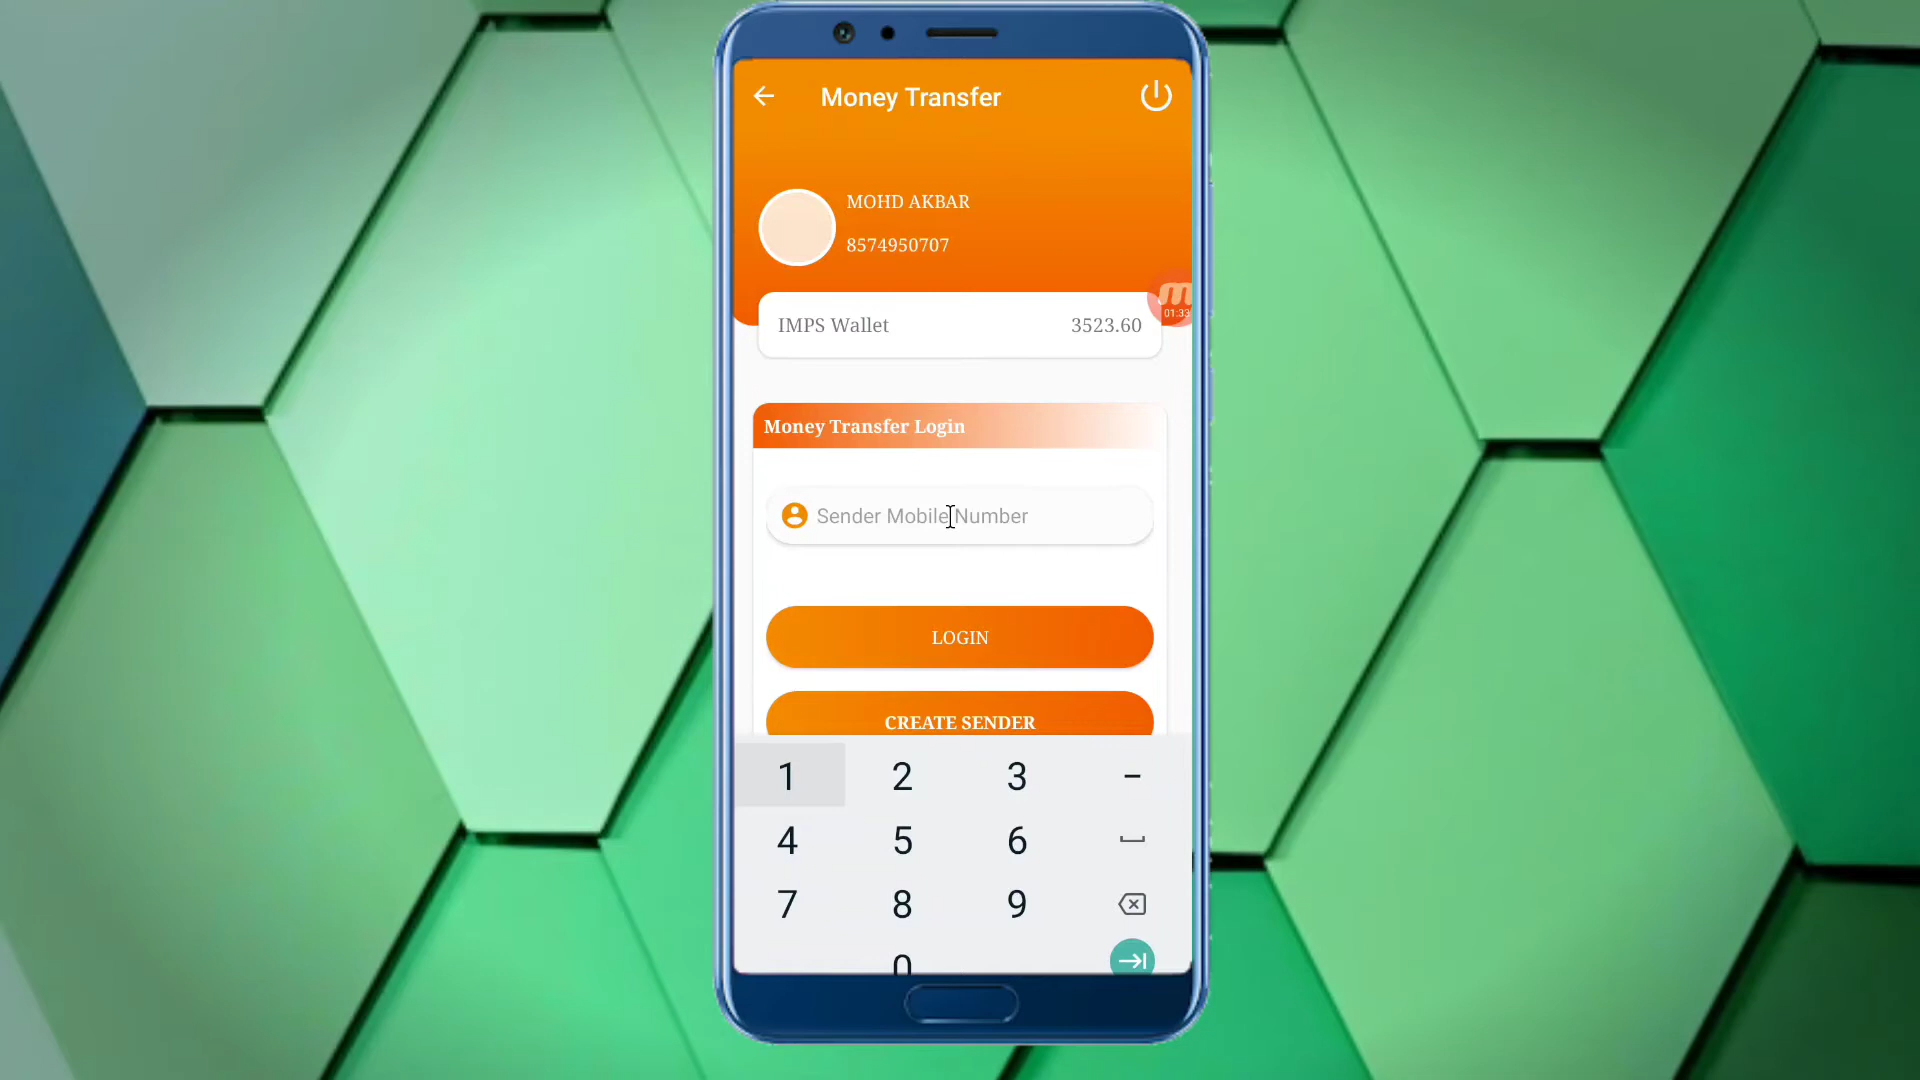 Money Transfer
MOHD AKBAR
8574950707
01:33
IMPS Wallet 3523.60
Money Transfer Login
Sender Mobile Number
LOGIN
CREATE SENDER
1 2 3 -
4 5 6
7 8 9
0